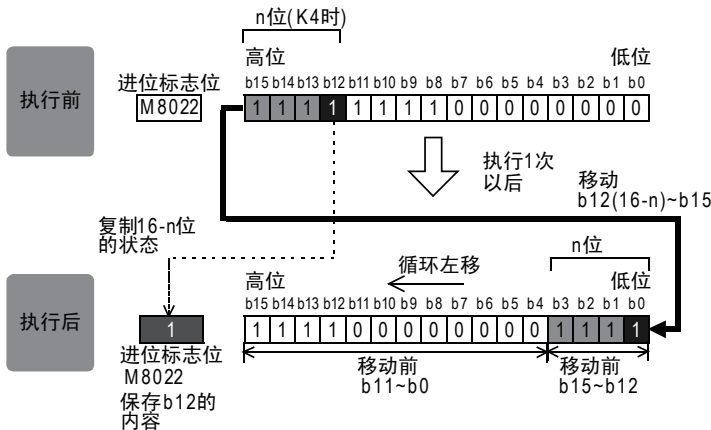 n位(K4时)
高位 低位
进位标志位
b15 b14 b13 b12 b11 b10 b9 b8 b7 b6 b5 b4 b3 b2 b1 b0
执行前
M8022
1 1 1 1 1 1 1 1 0 0 0 0 0 0 0 0
执行1次
以后
移动
b12(16-n)~b15
复制16-n位
的状态
n位
循环左移
高位 低位
b15 b14 b13 b12 b11 b10 b9 b8 b7 b6 b5 b4 b3 b2 b1 b0
执行后
1
1 1 1 1 0 0 0 0 0 0 0 0 1 1 1 1
进位标志位
M8022
保存b12的
内容
移动前
b11~b0
移动前
b15~b12